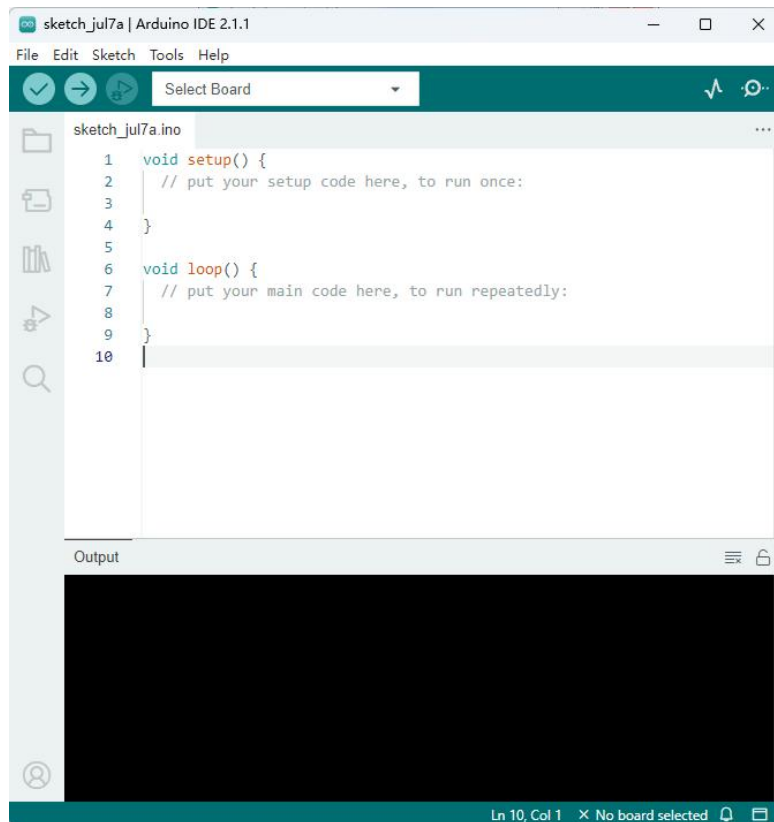 sketch_jul7a | Arduino IDE 2.1.1
File Edit Sketch Tools Help
Select Board
sketch_jul7a.ino
1 void setup() {
2 // put your setup code here, to run once:
3
4 }
5
6 void loop() {
7 // put your main code here, to run repeatedly:
8
9 }
10
Output
Ln 10, Col 1 × No board selected